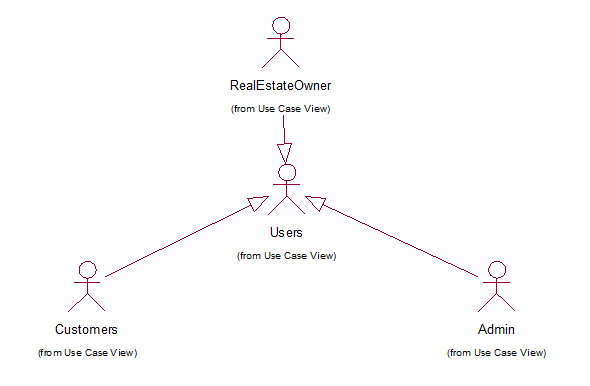 RealEstateOwner
(from Use Case View)
Users
(from Use Case View)
Customers
(from Use Case View)
Admin
(from Use Case View)